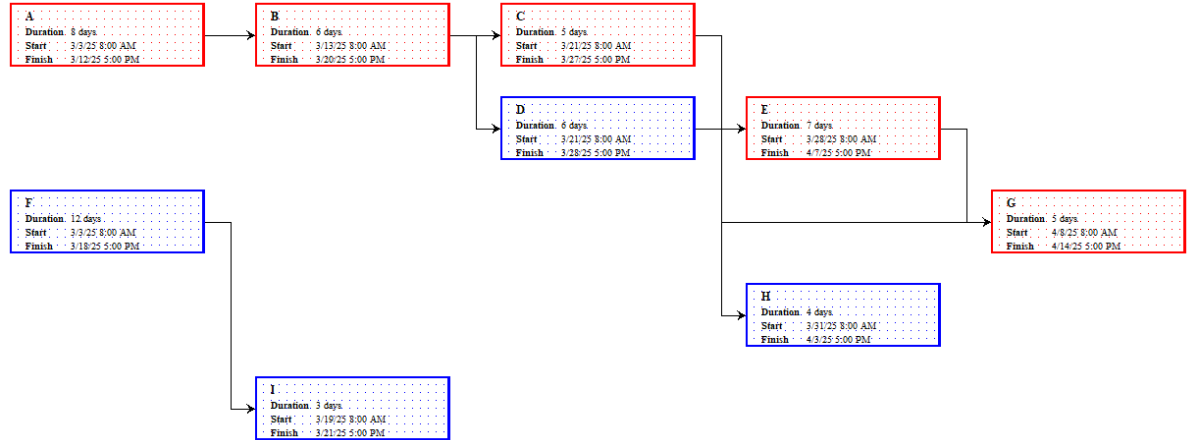 A
Duration. 8 days.
Start 3/3/25 8:00 AM
Finish 3/12/25 5:00 PM
B
Duration. 6 days.
Start 3/13/25 8:00 AM
Finish 3/20/25 5:00 PM
C
Duration. 5 days.
Start 3/21/25 8:00 AM
Finish 3/27/25 5:00 PM
D
Duration. 6 days.
Start 3/21/25 8:00 AM
Finish 3/28/25 5:00 PM
E
Duration. 7 days.
Start 3/28/25 8:00 AM
Finish 4/7/25 5:00 PM
F
Duration. 12 days.
Start 3/3/25 8:00 AM
Finish 3/18/25 5:00 PM
G
Duration. 5 days.
Start 4/8/25 8:00 AM
Finish 4/14/25 5:00 PM
H
Duration. 4 days.
Start 3/31/25 8:00 AM
Finish 4/3/25 5:00 PM
I
Duration. 3 days.
Start 3/19/25 8:00 AM
Finish 3/21/25 5:00 PM